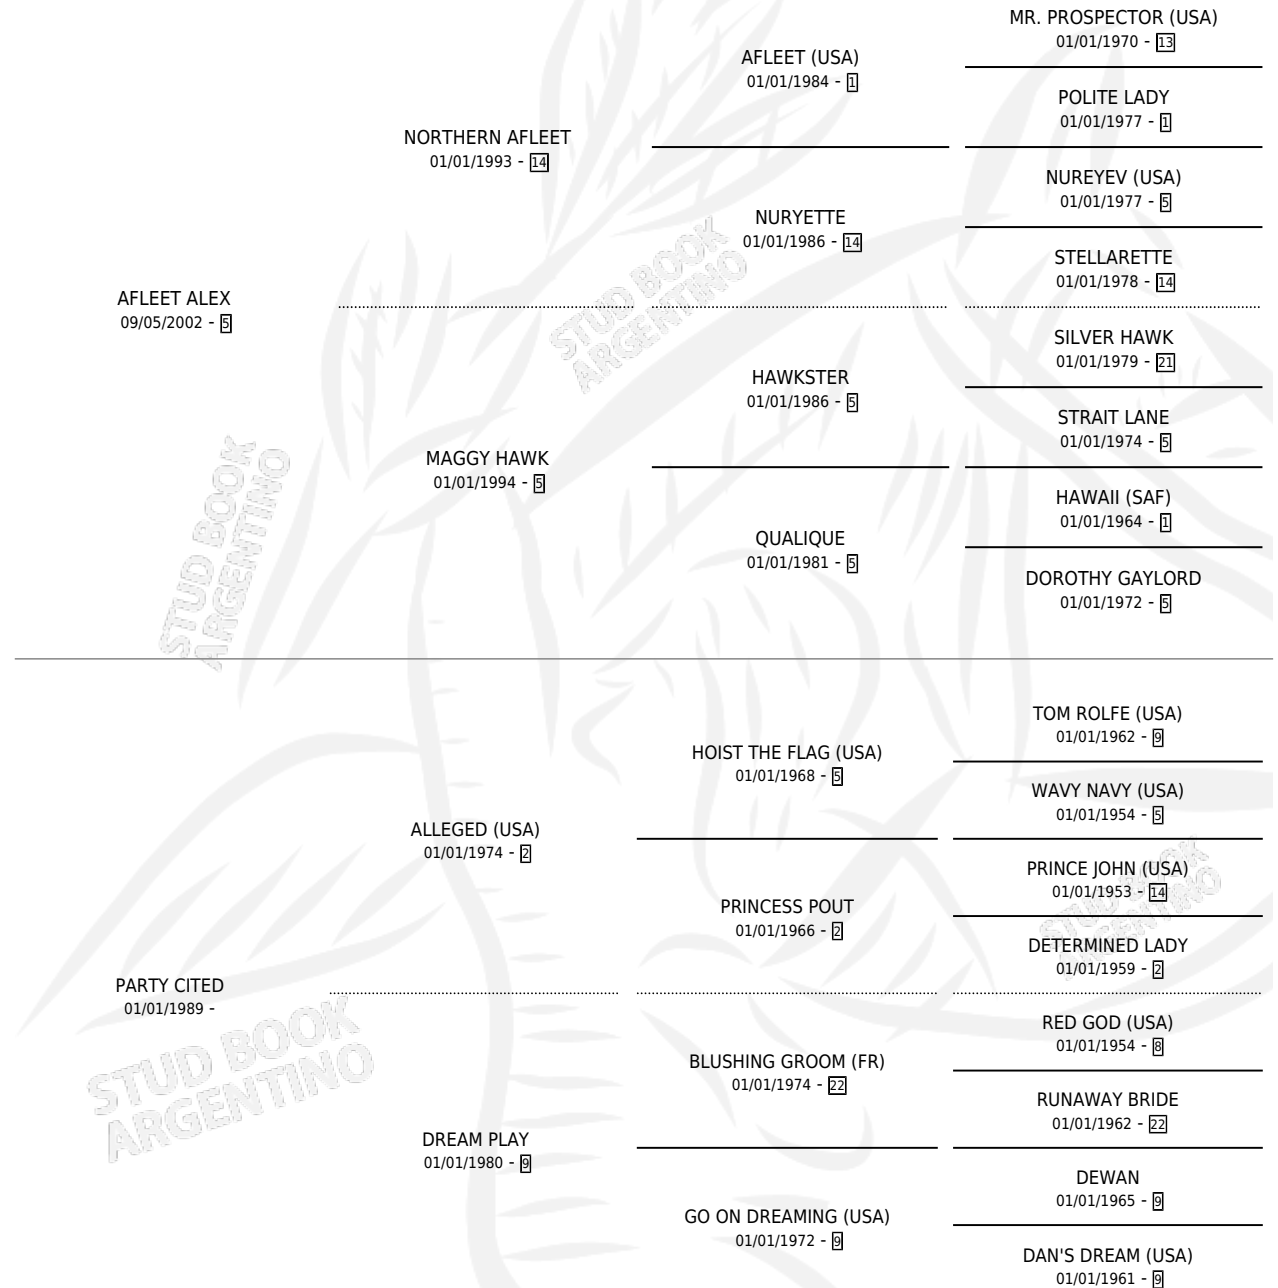 MR. PROSPECTOR (USA)
01/01/1970 - 13
AFLEET (USA)
01/01/1984 - 1
POLITE LADY
01/01/1977 - 1
NORTHERN AFLEET
01/01/1993 - 14
NUREYEV (USA)
01/01/1977 - 5
NURYETTE
01/01/1986 - 14
STELLARETTE
01/01/1978 - 14
AFLEET ALEX
09/05/2002 - 5
STUD BOOK
ARGENTINO
SILVER HAWK
01/01/1979 - 21
HAWKSTER
01/01/1986 - 5
STRAIT LANE
01/01/1974 - 5
MAGGY HAWK
01/01/1994 - 5
HAWAII (SAF)
01/01/1964 - 1
QUALIQUE
01/01/1981 - 5
DOROTHY GAYLORD
01/01/1972 - 5
STUD BOOK
ARGENTINO
TOM ROLFE (USA)
01/01/1962 - 9
HOIST THE FLAG (USA)
01/01/1968 - 5
WAVY NAVY (USA)
01/01/1954 - 5
ALLEGED (USA)
01/01/1974 - 2
PRINCE JOHN (USA)
01/01/1953 - 14
STUD BOOK
ARGENTINO
PRINCESS POUT
01/01/1966 - 2
DETERMINED LADY
01/01/1959 - 2
PARTY CITED
01/01/1989 -
STUD BOOK
ARGENTINO
RED GOD (USA)
01/01/1954 - 8
BLUSHING GROOM (FR)
01/01/1974 - 22
RUNAWAY BRIDE
01/01/1962 - 22
DREAM PLAY
01/01/1980 - 9
DEWAN
01/01/1965 - 9
GO ON DREAMING (USA)
01/01/1972 - 9
DAN'S DREAM (USA)
01/01/1961 - 9